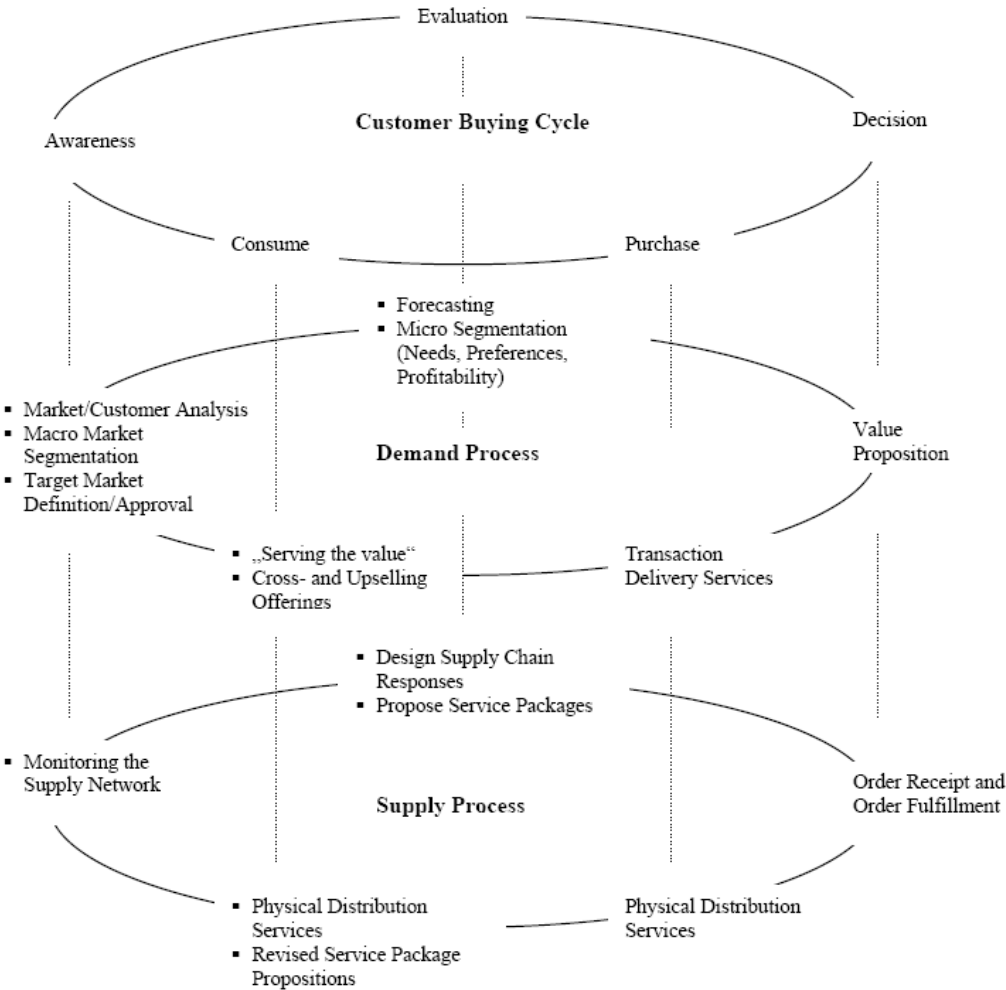 Evaluation
Customer Buying Cycle
Decision
Awareness
Consume
Purchase
▪ Forecasting
▪ Micro Segmentation
(Needs, Preferences,
Profitability)
▪ Market/Customer Analysis
▪ Macro Market
Segmentation
▪ Target Market
Definition/Approval
Demand Process
Value
Proposition
▪ „Serving the value“
▪ Cross- and Upselling
Offerings
Transaction
Delivery Services
▪ Design Supply Chain
Responses
▪ Propose Service Packages
▪ Monitoring the
Supply Network
Supply Process
Order Receipt and
Order Fulfillment
▪ Physical Distribution
Services
▪ Revised Service Package
Propositions
Physical Distribution
Services